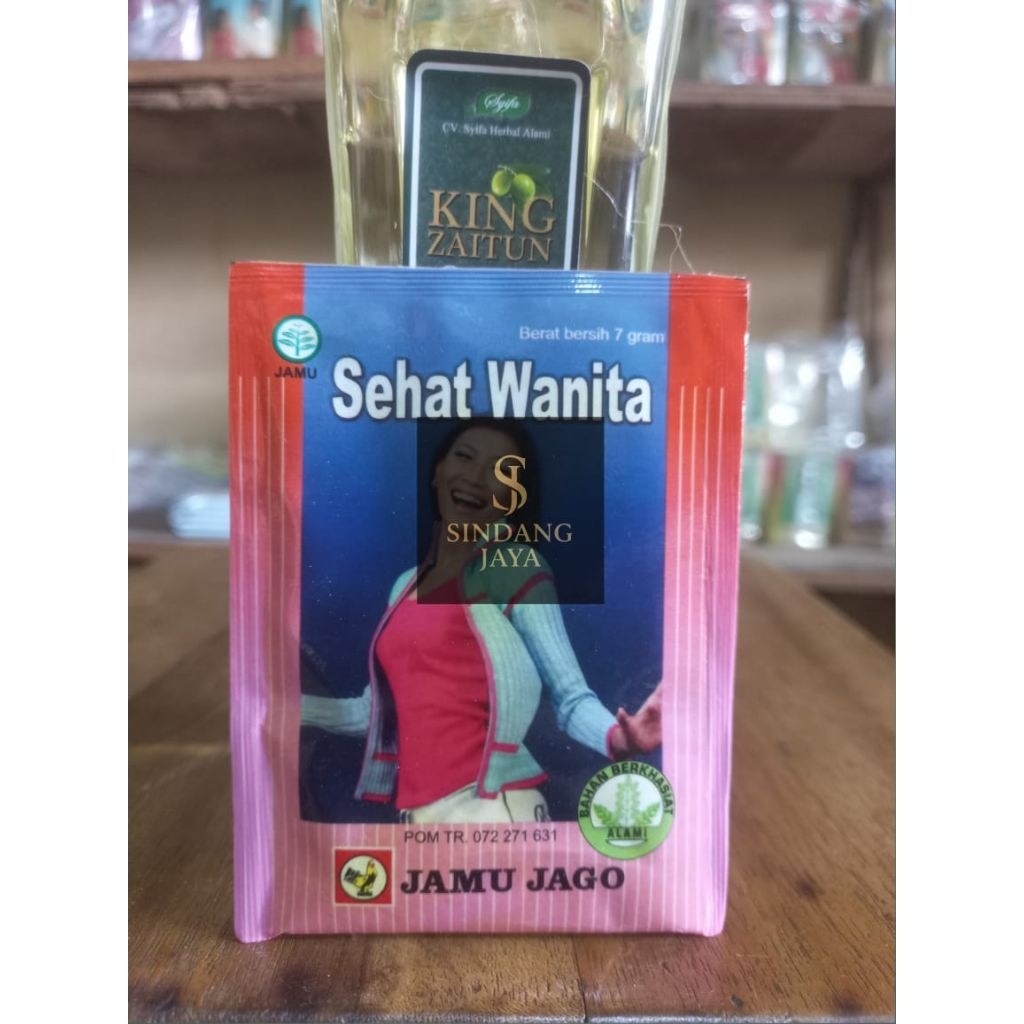 Syifa
CV. Syifa Herbal Alami
KING
ZAITUN
Berat bersih 7 gram
JAMU
Sehat Wanita
SJ
SINDANG
JAYA
BAHAN BERKHASIAT
ALAMI
POM TR. 072 271 631
JAMU JAGO